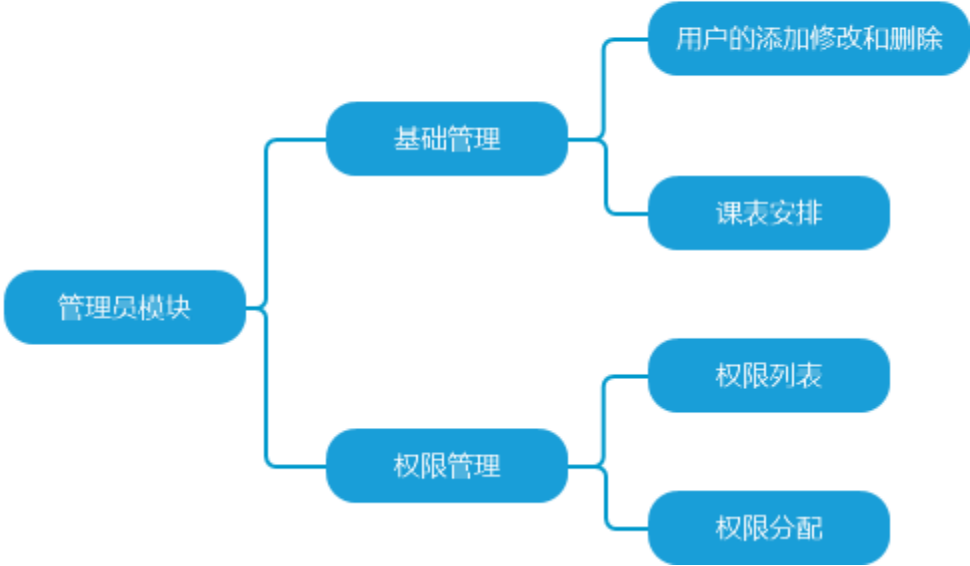 用户的添加修改和删除
基础管理
课表安排
管理员模块
权限列表
权限管理
权限分配